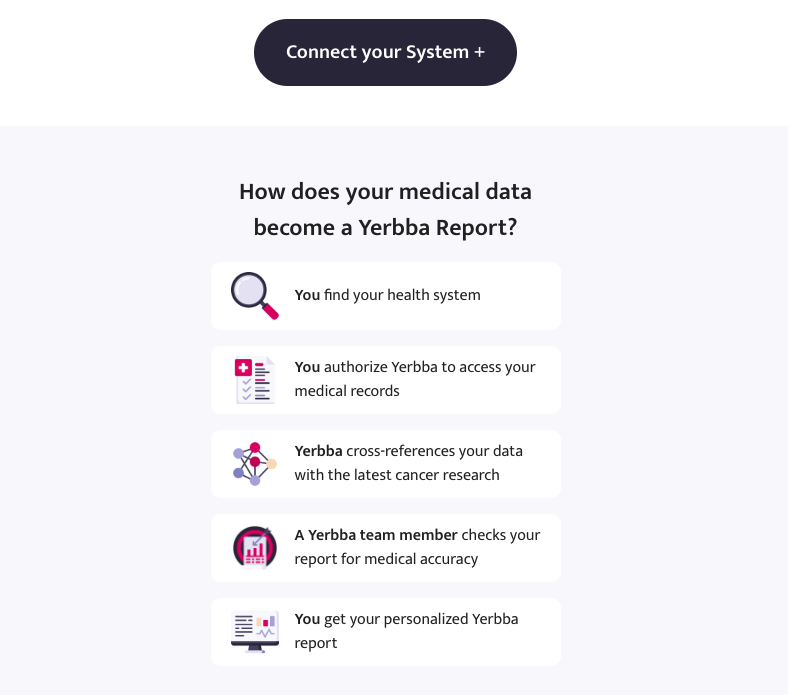 Connect your System +
How does your medical data
become a Yerbba Report?
You find your health system
You authorize Yerbba to access your
medical records
Yerbba cross-references your data
with the latest cancer research
A Yerbba team member checks your
report for medical accuracy
You get your personalized Yerbba
report